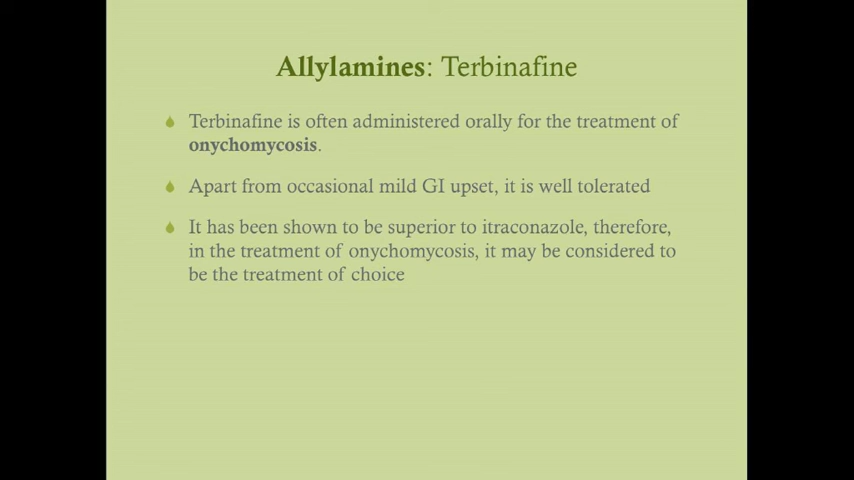 Allylamines: Terbinafine
Terbinafine is often administered orally for the treatment of
onychomycosis.
Apart from occasional mild GI upset, it is well tolerated
It has been shown to be superior to itraconazole, therefore,
in the treatment of onychomycosis, it may be considered to
be the treatment of choice